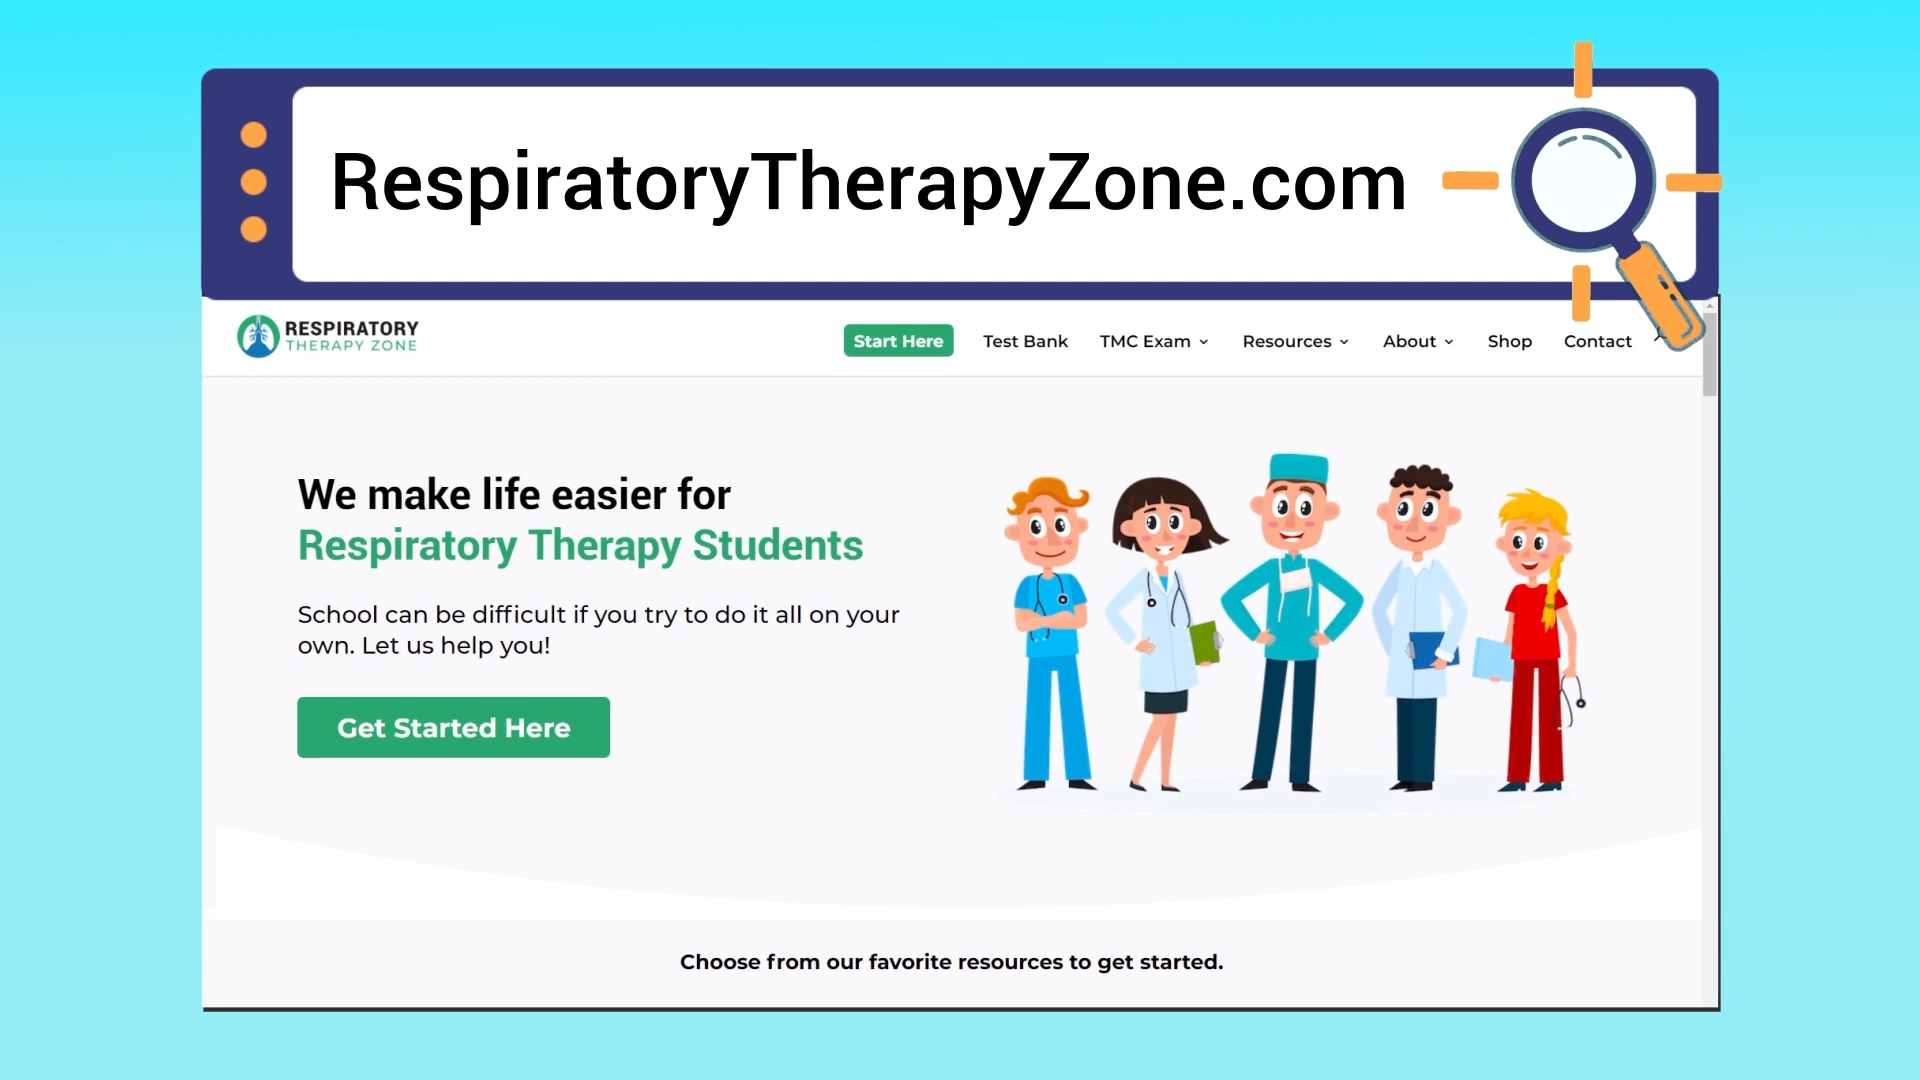 RespiratoryTherapyZone.com
RESPIRATORY
THERAPY ZONE
Start Here
Test Bank
TMC Exam
Resources
About
Shop
Contact
We make life easier for
Respiratory Therapy Students
School can be difficult if you try to do it all on your
own. Let us help you!
Get Started Here
Choose from our favorite resources to get started.